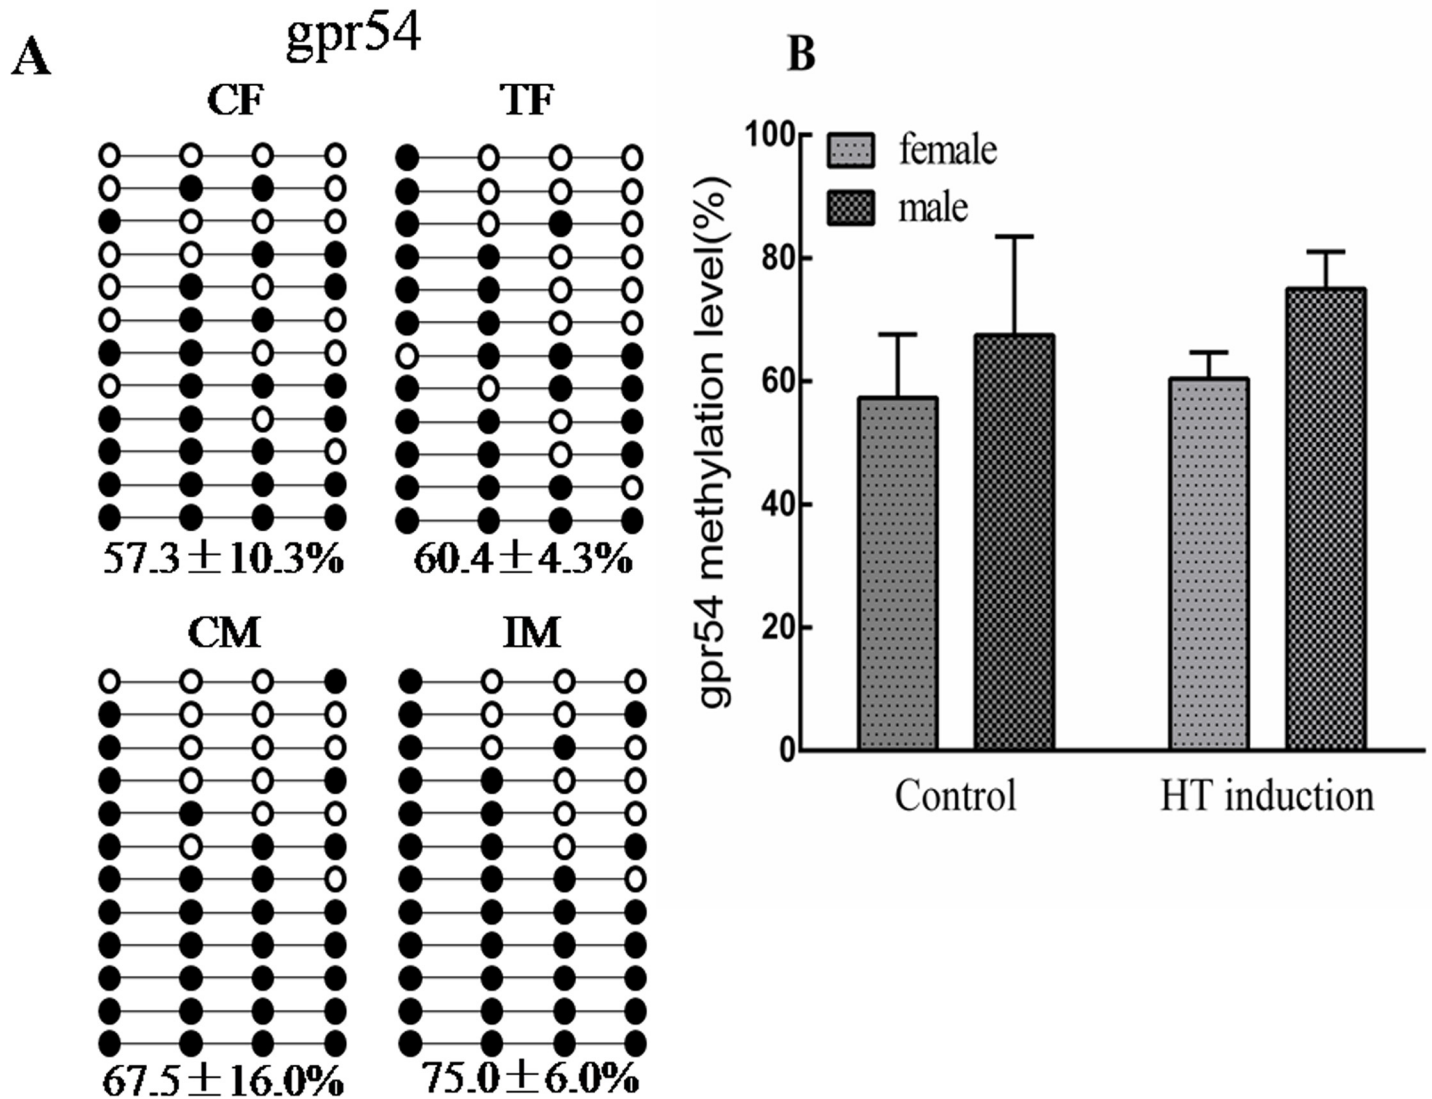 A
gpr54
CF
TF
57.3±10.3%
60.4±4.3%
CM
IM
67.5±16.0%
75.0±6.0%
B
gpr54 methylation level(%)
100
80
60
40
20
0
female
male
Control
HT induction